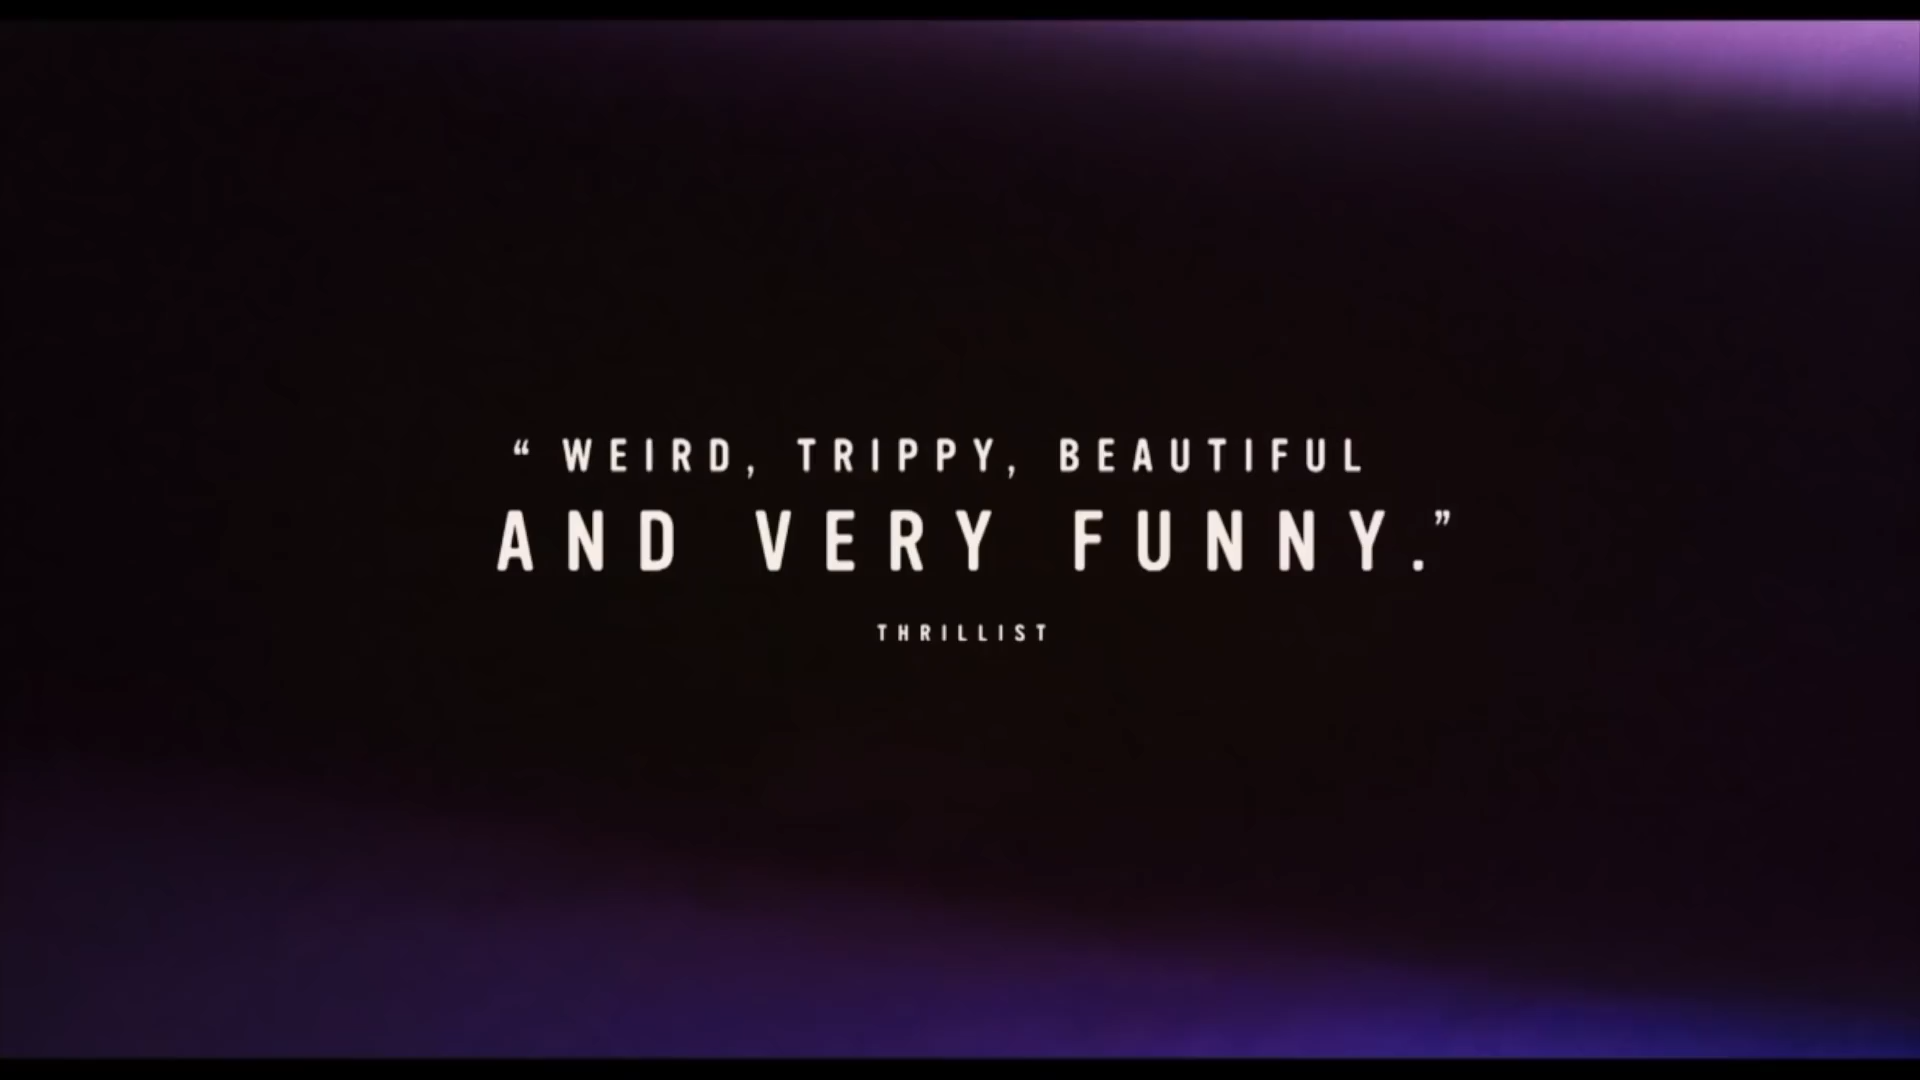 “ WEIRD, TRIPPY, BEAUTIFUL
AND VERY FUNNY.”
THRILLIST